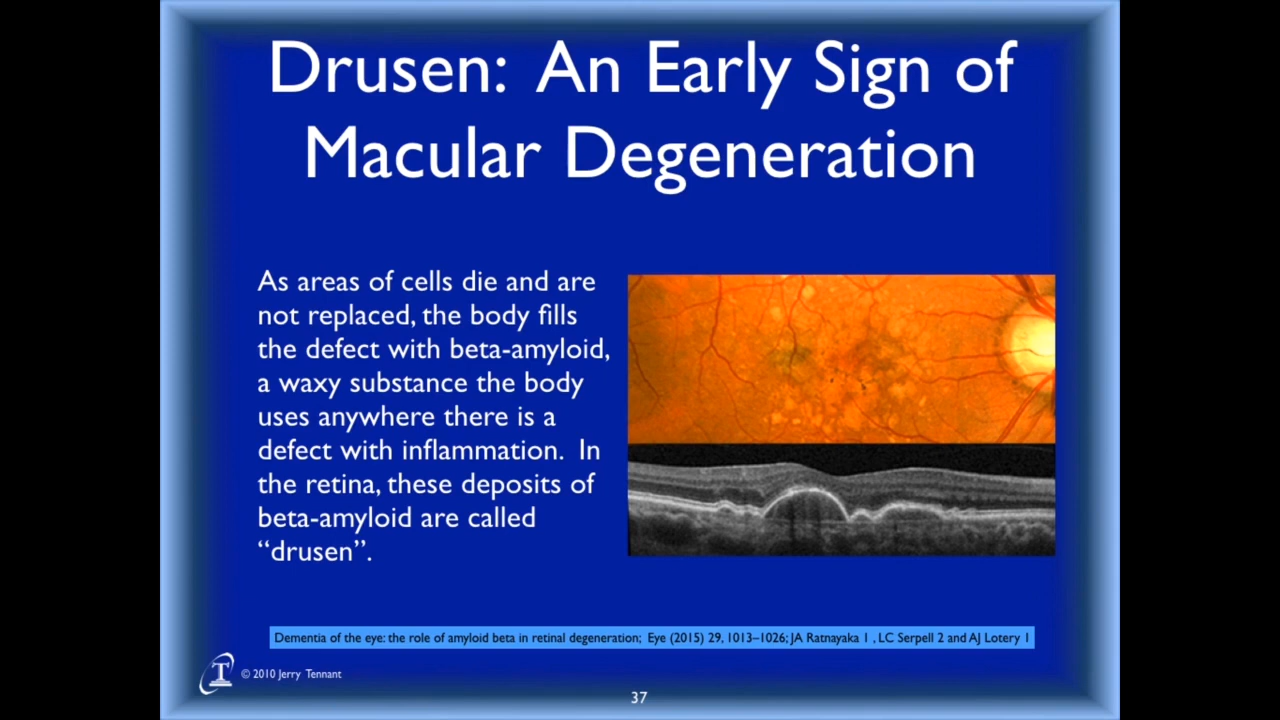 Drusen: An Early Sign of
Macular Degeneration
As areas of cells die and are
not replaced, the body fills
the defect with beta-amyloid,
a waxy substance the body
uses anywhere there is a
defect with inflammation. In
the retina, these deposits of
beta-amyloid are called
“drusen”.
Dementia of the eye: the role of amyloid beta in retinal degeneration; Eye (2015) 29, 1013–1026; JA Ratnayaka 1 , LC Serpell 2 and AJ Lotery 1
T
© 2010 Jerry Tennant
37